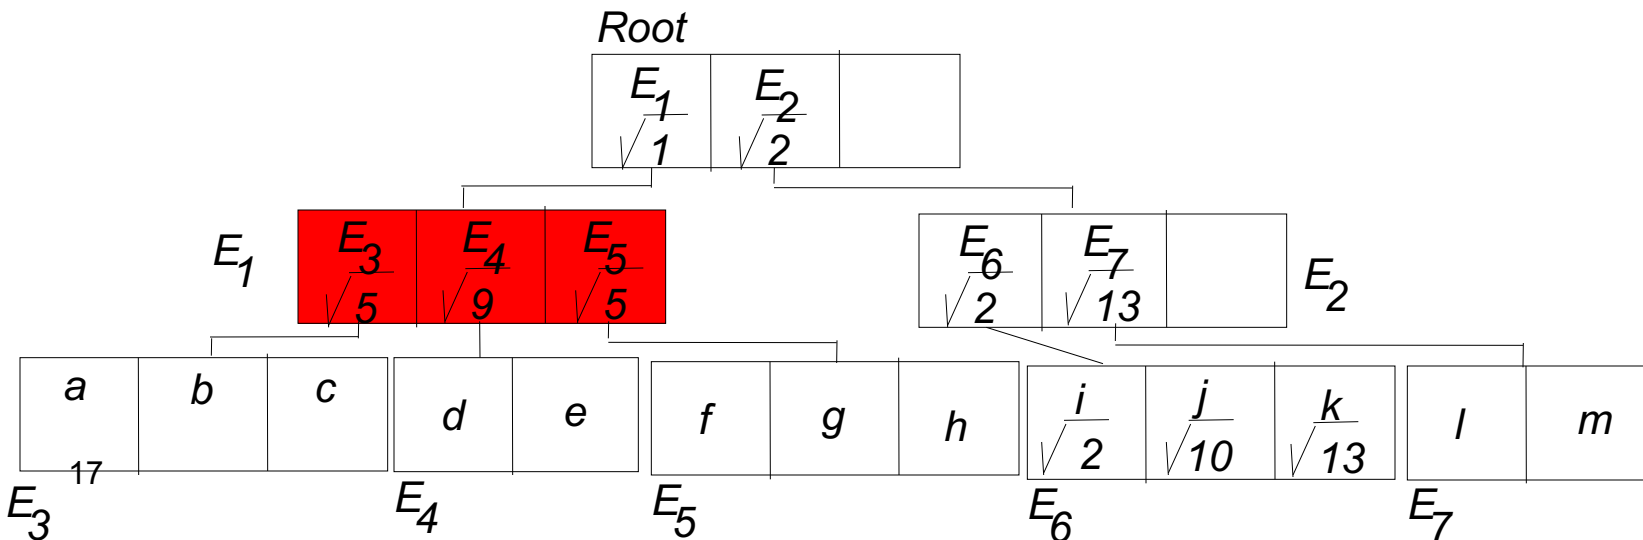 Root
E1 E2
√1 √2
E1 E3 E4 E5 E6 E7 E2
√5 √9 √5 √2 √13
a b c d e f g h i j k l m
√2 √10 √13
17
E3 E4 E5 E6 E7